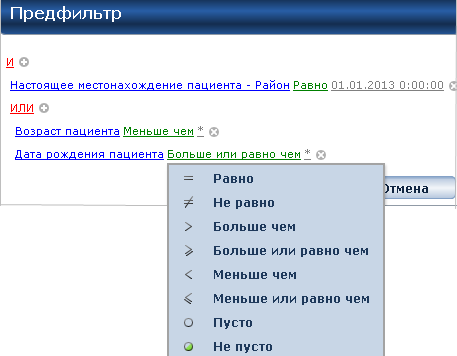 Предфильтр
И
Настоящее местонахождение пациента - Район Равно 01.01.2013 0:00:00
ИЛИ
Возраст пациента Меньше чем *
Дата рождения пациента Больше или равно чем *
= Равно
≠ Не равно
Отмена
> Больше чем
⩾ Больше или равно чем
< Меньше чем
⩽ Меньше или равно чем
Пусто
Не пусто